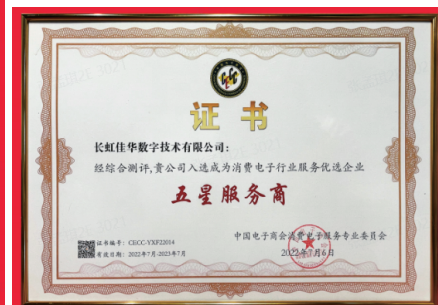 证书
长虹佳华数字技术有限公司：
经综合测评,贵公司入选成为消费电子行业服务优选企业
五星服务商
证书编号：CECC-YXFZ2014
有效日期：2022年7月-2023年7月
中国电子商会消费电子服务专业委员会
2022年7月6日